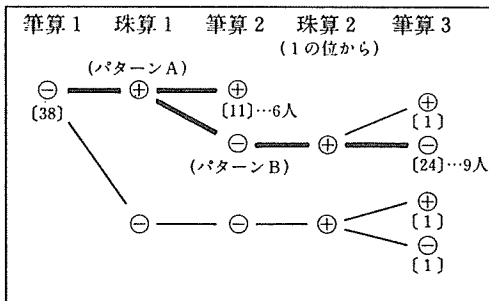 筆算1 珠算1 筆算2 珠算2 筆算3
(1の位から)
(パターンA)
⊖ ⊕ ⊕
〔38〕 〔11〕…6人
⊕
〔1〕
⊖ ⊕ ⊖
(パターンB) 〔24〕…9人
⊕
〔1〕
⊖ ⊖ ⊕
⊖
〔1〕